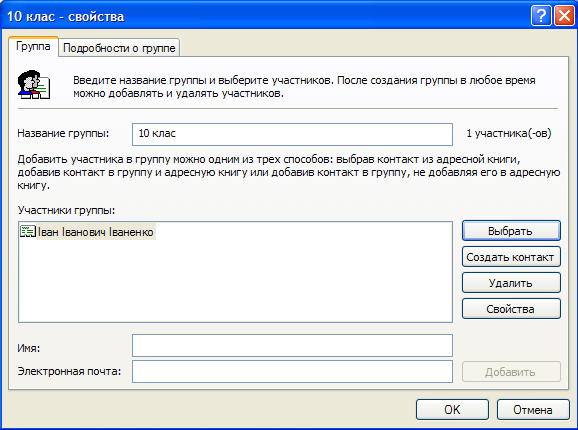 10 клас - свойства
Группа
Подробности о группе
Введите название группы и выберите участников. После создания группы в любое время
можно добавлять и удалять участников.
Название группы:
10 клас
1 участника(-ов)
Добавить участника в группу можно одним из трех способов: выбрав контакт из адресной книги,
добавив контакт в группу и адресную книгу или добавив контакт в группу, не добавляя его в адресную
книгу.
Участники группы:
Іван Іванович Іваненко
Выбрать
Создать контакт
Удалить
Свойства
Имя:
Электронная почта:
Добавить
OK
Отмена